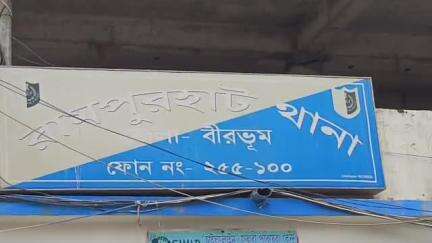 রামপুরহাট থানা
জেলা- বীরভূম
ফোন নং- ২৫৫-১০০